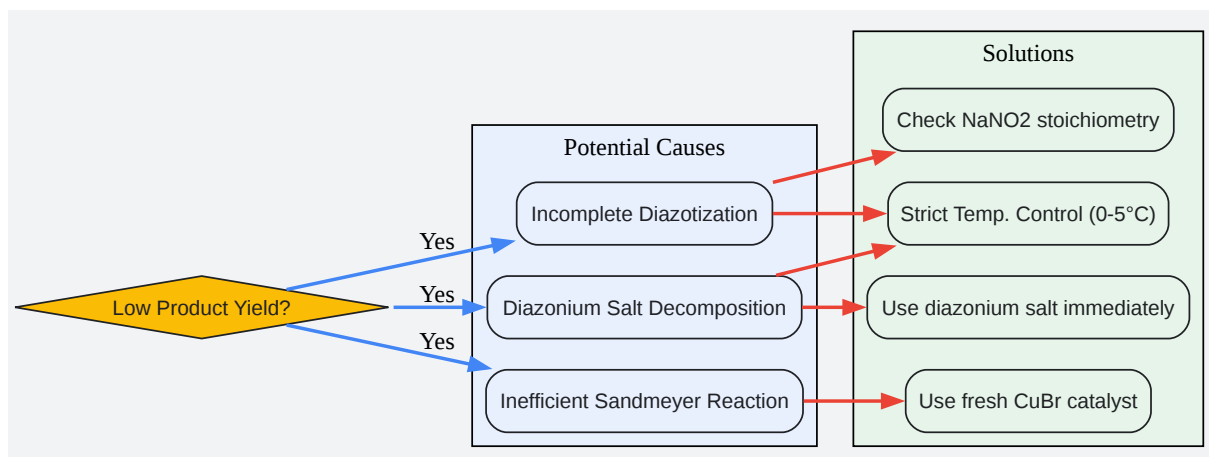 Low Product Yield?
Yes
Yes
Yes
Potential Causes
Incomplete Diazotization
Diazonium Salt Decomposition
Inefficient Sandmeyer Reaction
Solutions
Check NaNO2 stoichiometry
Strict Temp. Control (0-5°C)
Use diazonium salt immediately
Use fresh CuBr catalyst